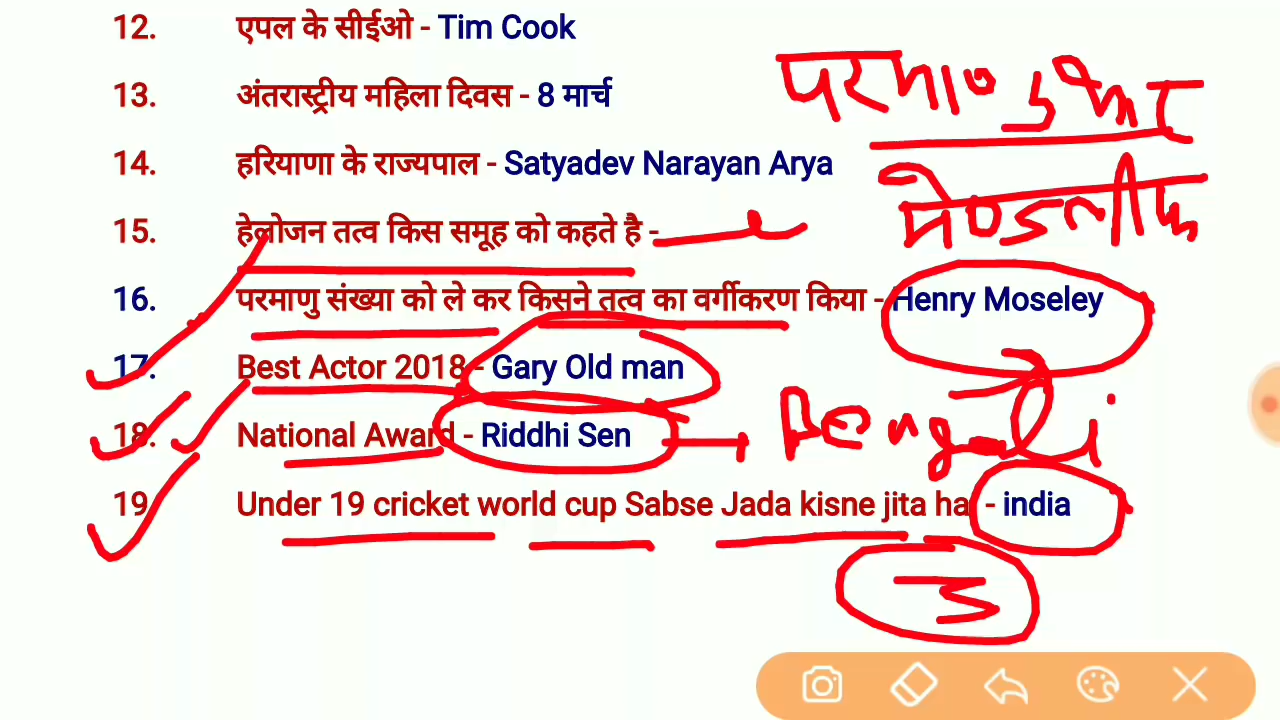 12. एपल के सीईओ - Tim Cook
13. अंतरास्ट्रीय महिला दिवस - 8 मार्च
14. हरियाणा के राज्यपाल - Satyadev Narayan Arya
15. हेलोजन तत्व किस समूह को कहते है -
16. परमाणु संख्या को ले कर किसने तत्व का वर्गीकरण किया - Henry Moseley
17. Best Actor 2018 - Gary Old man
18. National Award - Riddhi Sen
Bengali
19. Under 19 cricket world cup Sabse Jada kisne jita hai - india